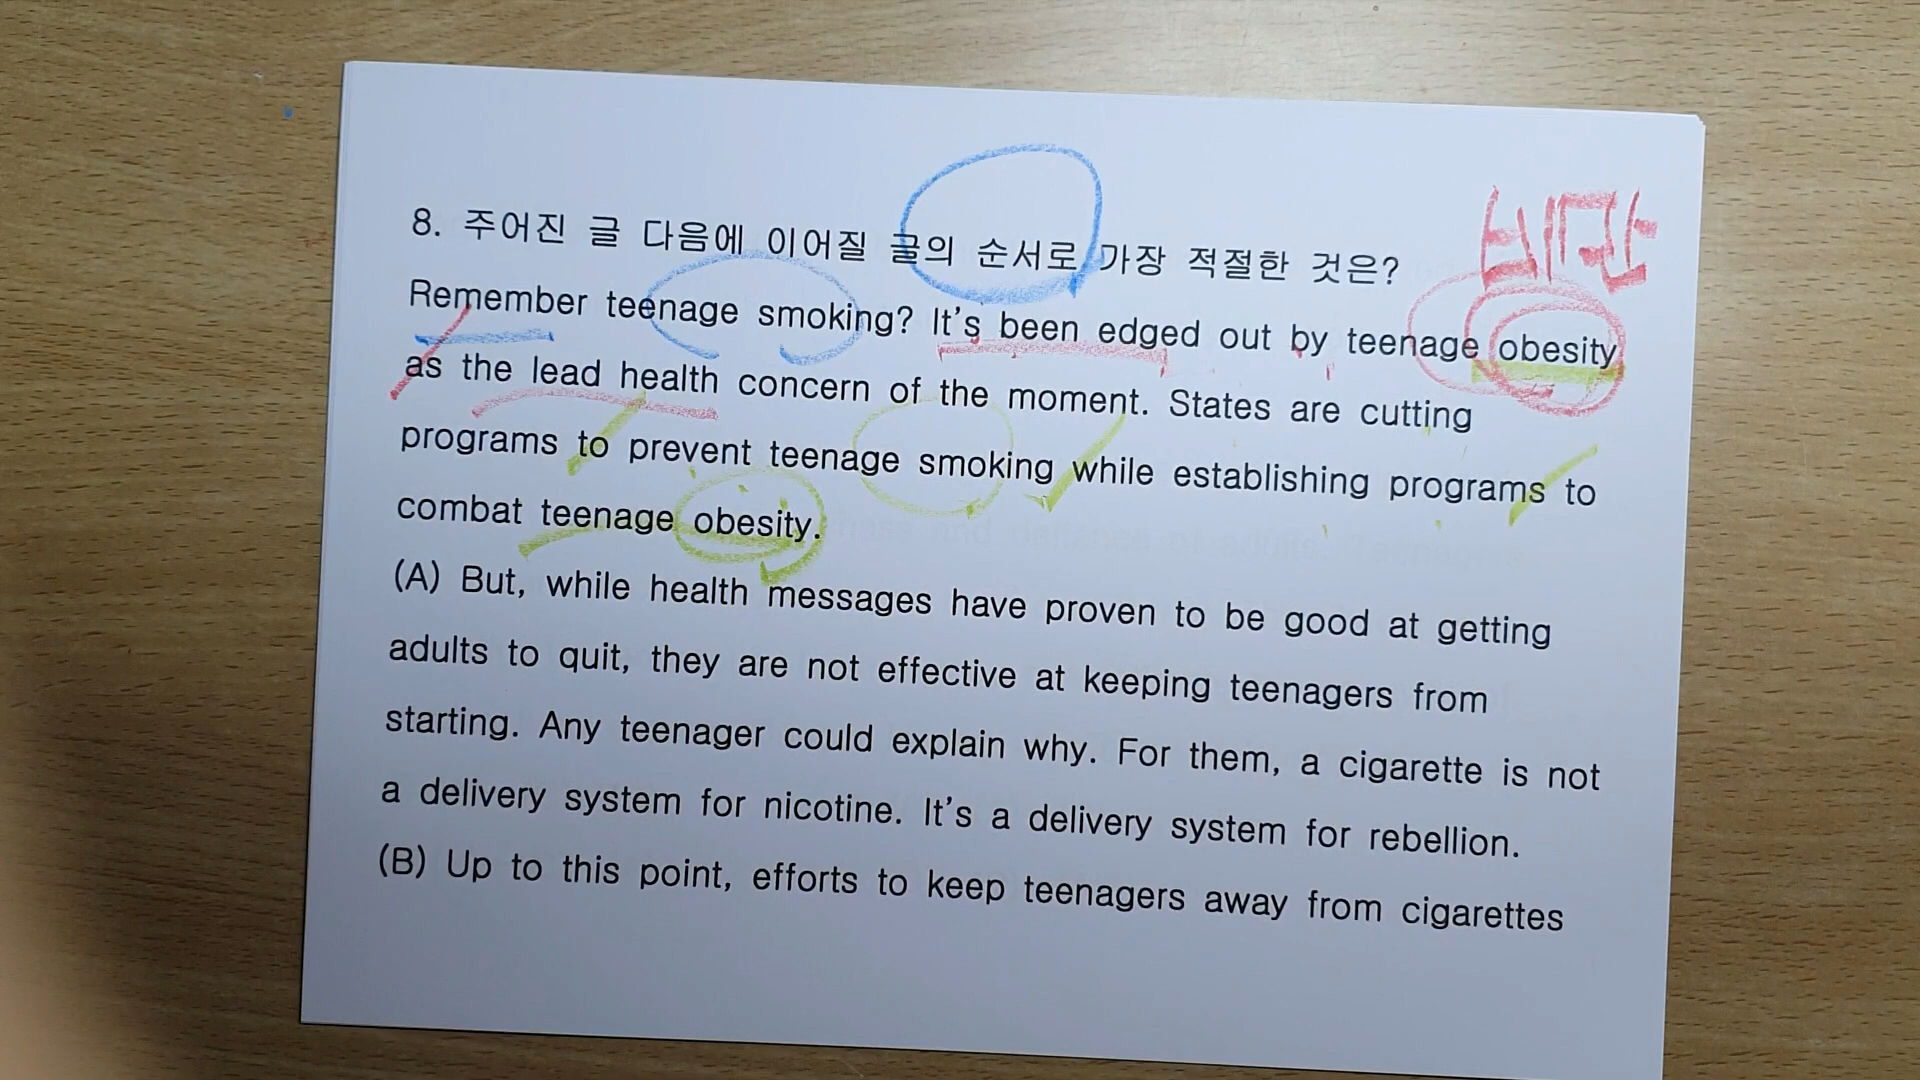 8. 주어진 글 다음에 이어질 글의 순서로 가장 적절한 것은?
비만
Remember teenage smoking? It's been edged out by teenage obesity
as the lead health concern of the moment. States are cutting
programs to prevent teenage smoking while establishing programs to
combat teenage obesity.
(A) But, while health messages have proven to be good at getting
adults to quit, they are not effective at keeping teenagers from
starting. Any teenager could explain why. For them, a cigarette is not
a delivery system for nicotine. It's a delivery system for rebellion.
(B) Up to this point, efforts to keep teenagers away from cigarettes